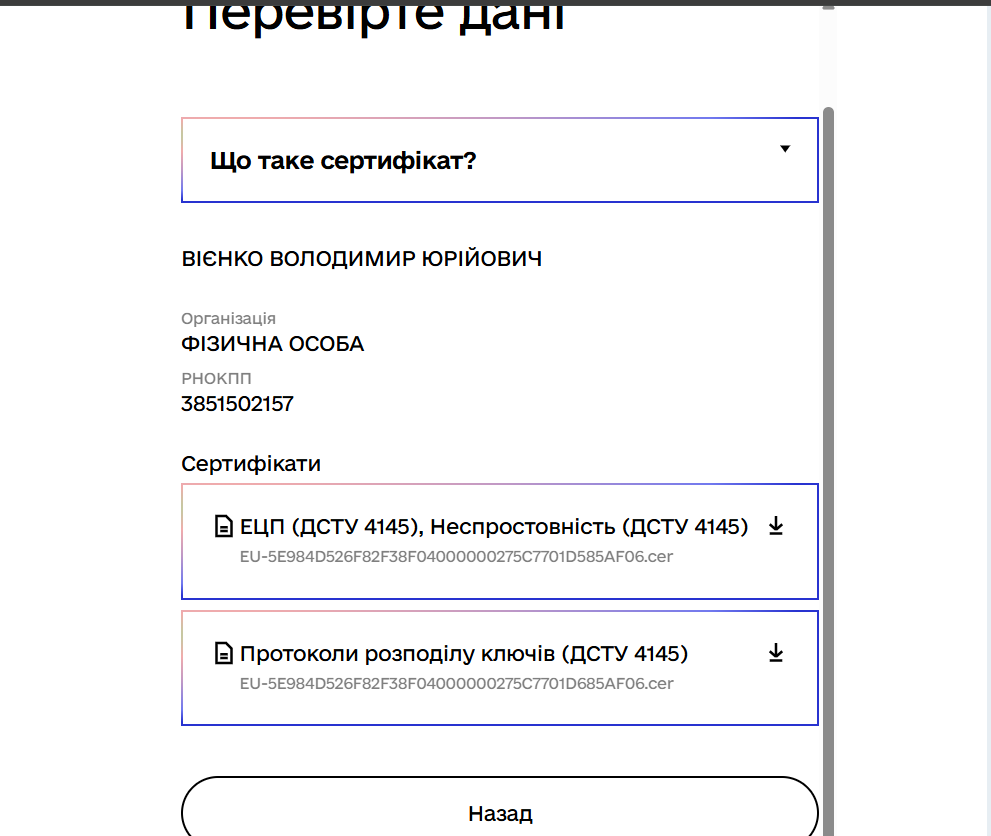 Перевірте дані
Що таке сертифікат?
ВІЄНКО ВОЛОДИМИР ЮРІЙОВИЧ
Організація
ФІЗИЧНА ОСОБА
РНОКПП
3851502157
Сертифікати
ЕЦП (ДСТУ 4145), Неспростовність (ДСТУ 4145)
EU-5E984D526F82F38F04000000275C7701D585AF06.cer
Протоколи розподілу ключів (ДСТУ 4145)
EU-5E984D526F82F38F04000000275C7701D685AF06.cer
Назад